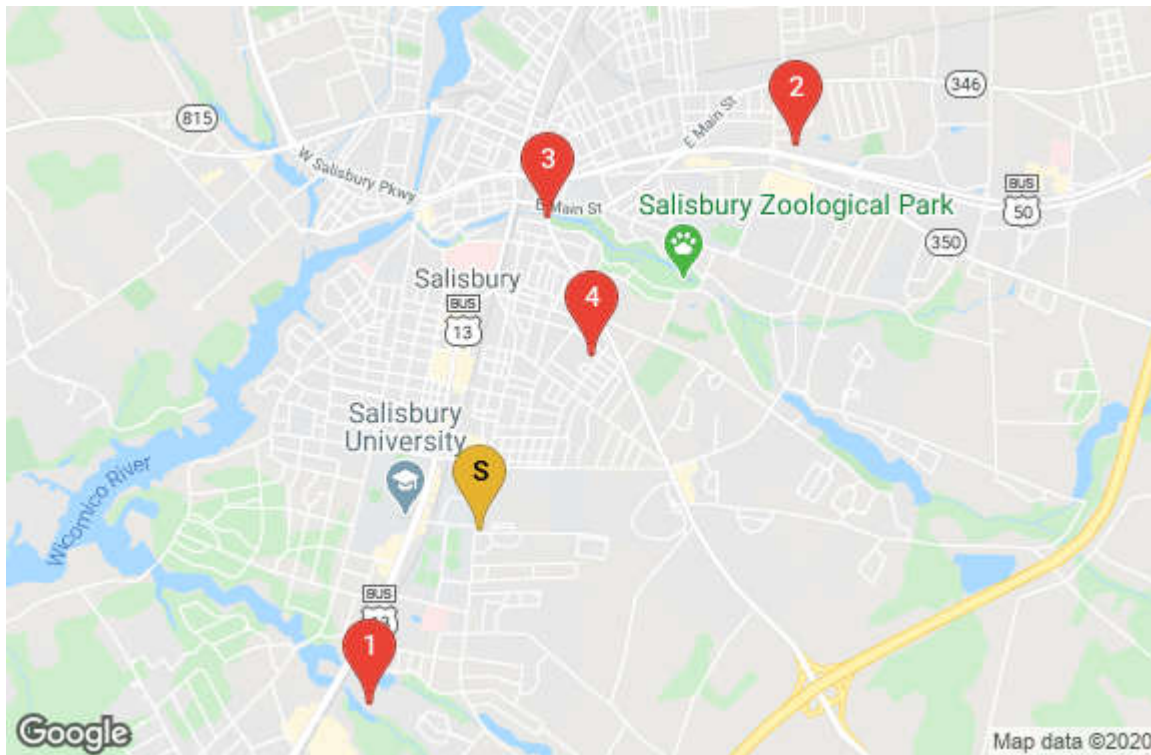 346
2
815
E Main St
W Salisbury Pkwy
3
E Main St
BUS
50
Salisbury Zoological Park
350
Salisbury
4
BUS
13
Salisbury
University
S
Wicomico River
BUS
1
Google
Map data ©2020